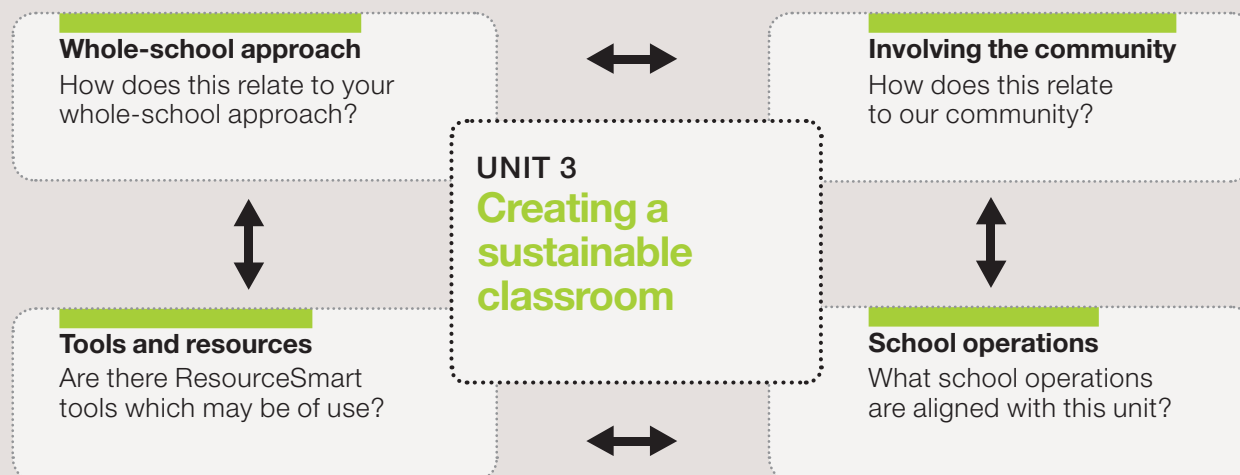 Whole-school approach
How does this relate to your
whole-school approach?
Involving the community
How does this relate
to our community?
UNIT 3
Creating a
sustainable
classroom
Tools and resources
Are there ResourceSmart
tools which may be of use?
School operations
What school operations
are aligned with this unit?